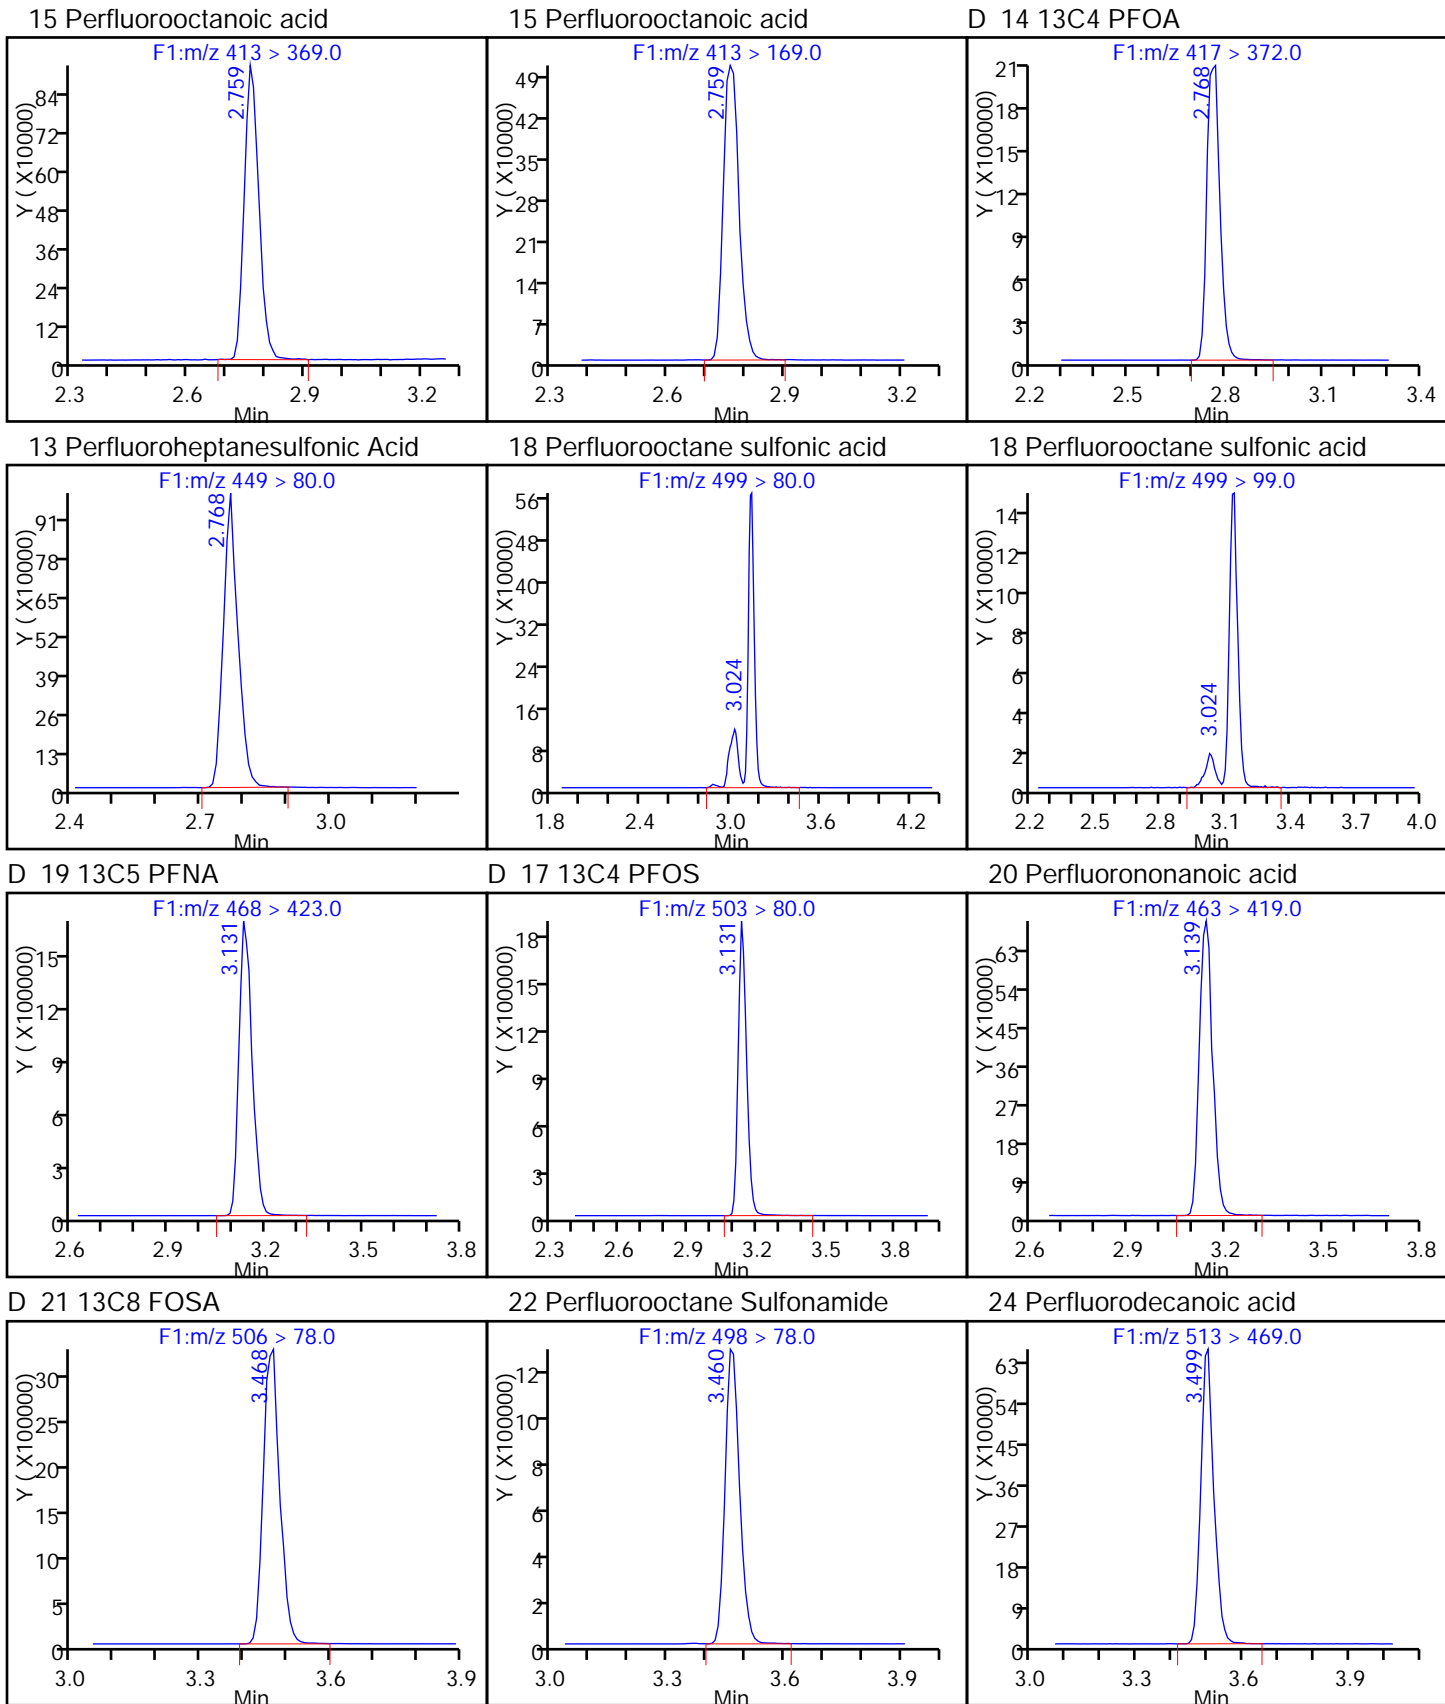 15 Perfluorooctanoic acid
F1:m/z 413 > 369.0
2.759
Y ( X10000)
84
72
60
48
36
24
12
0
2.3 2.6 2.9 3.2
Min
15 Perfluorooctanoic acid
F1:m/z 413 > 169.0
2.759
Y ( X10000)
49
42
35
28
21
14
7
0
2.3 2.6 2.9 3.2
Min
D 14 13C4 PFOA
F1:m/z 417 > 372.0
2.768
Y ( X100000)
21
18
15
12
9
6
3
0
2.2 2.5 2.8 3.1 3.4
Min
13 Perfluoroheptanesulfonic Acid
F1:m/z 449 > 80.0
2.768
Y ( X10000)
91
78
65
52
39
26
13
0
2.4 2.7 3.0
Min
18 Perfluorooctane sulfonic acid
F1:m/z 499 > 80.0
3.024
Y ( X10000)
56
48
40
32
24
16
8
0
1.8 2.4 3.0 3.6 4.2
Min
18 Perfluorooctane sulfonic acid
F1:m/z 499 > 99.0
3.024
Y ( X10000)
14
12
10
8
6
4
2
0
2.2 2.5 2.8 3.1 3.4 3.7 4.0
Min
D 19 13C5 PFNA
F1:m/z 468 > 423.0
3.131
Y ( X100000)
15
12
9
6
3
0
2.6 2.9 3.2 3.5 3.8
Min
D 17 13C4 PFOS
F1:m/z 503 > 80.0
3.131
Y ( X100000)
18
15
12
9
6
3
0
2.3 2.6 2.9 3.2 3.5 3.8
Min
20 Perfluorononanoic acid
F1:m/z 463 > 419.0
3.139
Y ( X10000)
63
54
45
36
27
18
9
0
2.6 2.9 3.2 3.5 3.8
Min
D 21 13C8 FOSA
F1:m/z 506 > 78.0
3.468
Y ( X100000)
30
25
20
15
10
5
0
3.0 3.3 3.6 3.9
Min
22 Perfluorooctane Sulfonamide
F1:m/z 498 > 78.0
3.460
Y ( X100000)
12
10
8
6
4
2
0
3.0 3.3 3.6 3.9
Min
24 Perfluorodecanoic acid
F1:m/z 513 > 469.0
3.499
Y ( X10000)
63
54
45
36
27
18
9
0
3.0 3.3 3.6 3.9
Min